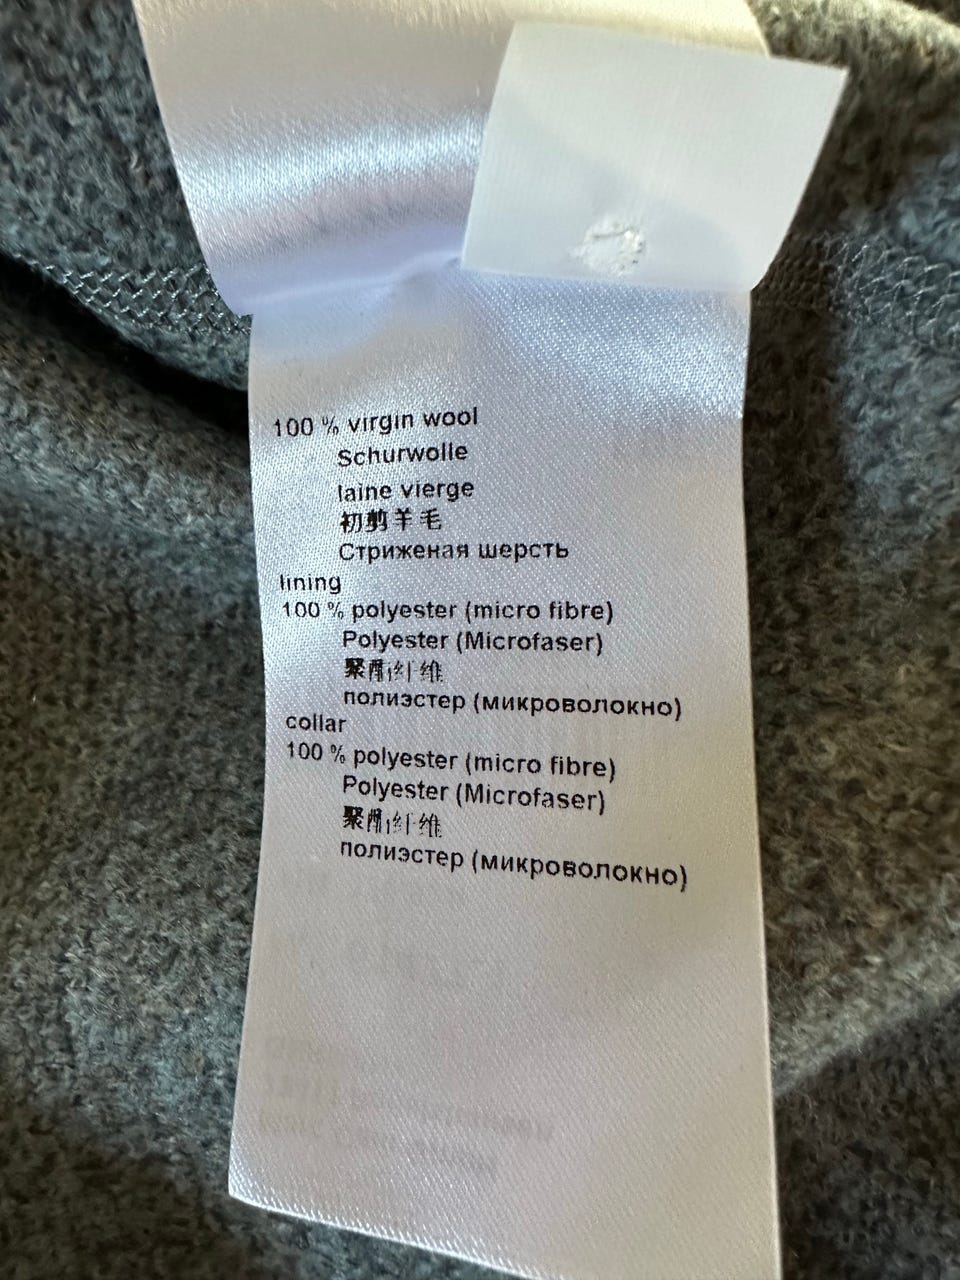 100 % virgin wool
Schurwolle
laine vierge
初剪羊毛
Стриженая шерсть
lining
100 % polyester (micro fibre)
Polyester (Microfaser)
聚酯纤维
полиэстер (микроволокно)
collar
100 % polyester (micro fibre)
Polyester (Microfaser)
聚酯纤维
полиэстер (микроволокно)